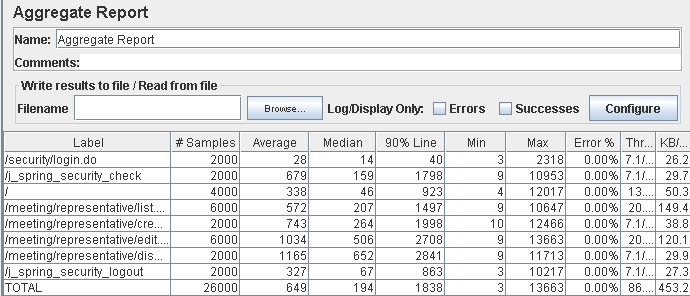 Aggregate Report
Name: Aggregate Report
Comments:
Write results to file / Read from file
Filename Browse... Log/Display Only: Errors Successes Configure
Label # Samples Average Median 90% Line Min Max Error % Thr... KB/...
/security/login.do 2000 28 14 40 3 2318 0.00% 7.1/... 26.2
/j_spring_security_check 2000 679 159 1798 9 10953 0.00% 7.1/... 29.7
/ 4000 338 46 923 4 12017 0.00% 13.... 50.3
/meeting/representative/list.... 6000 572 207 1497 9 10647 0.00% 20.... 149.4
/meeting/representative/cre... 2000 743 264 1998 10 12466 0.00% 7.1/... 38.8
/meeting/representative/edit.... 6000 1034 506 2708 9 13663 0.00% 20.... 120.1
/meeting/representative/dis... 2000 1165 652 2841 9 11713 0.00% 7.1/... 29.9
/j_spring_security_logout 2000 327 67 863 3 10217 0.00% 7.1/... 27.3
TOTAL 26000 649 194 1838 3 13663 0.00% 86.... 453.2